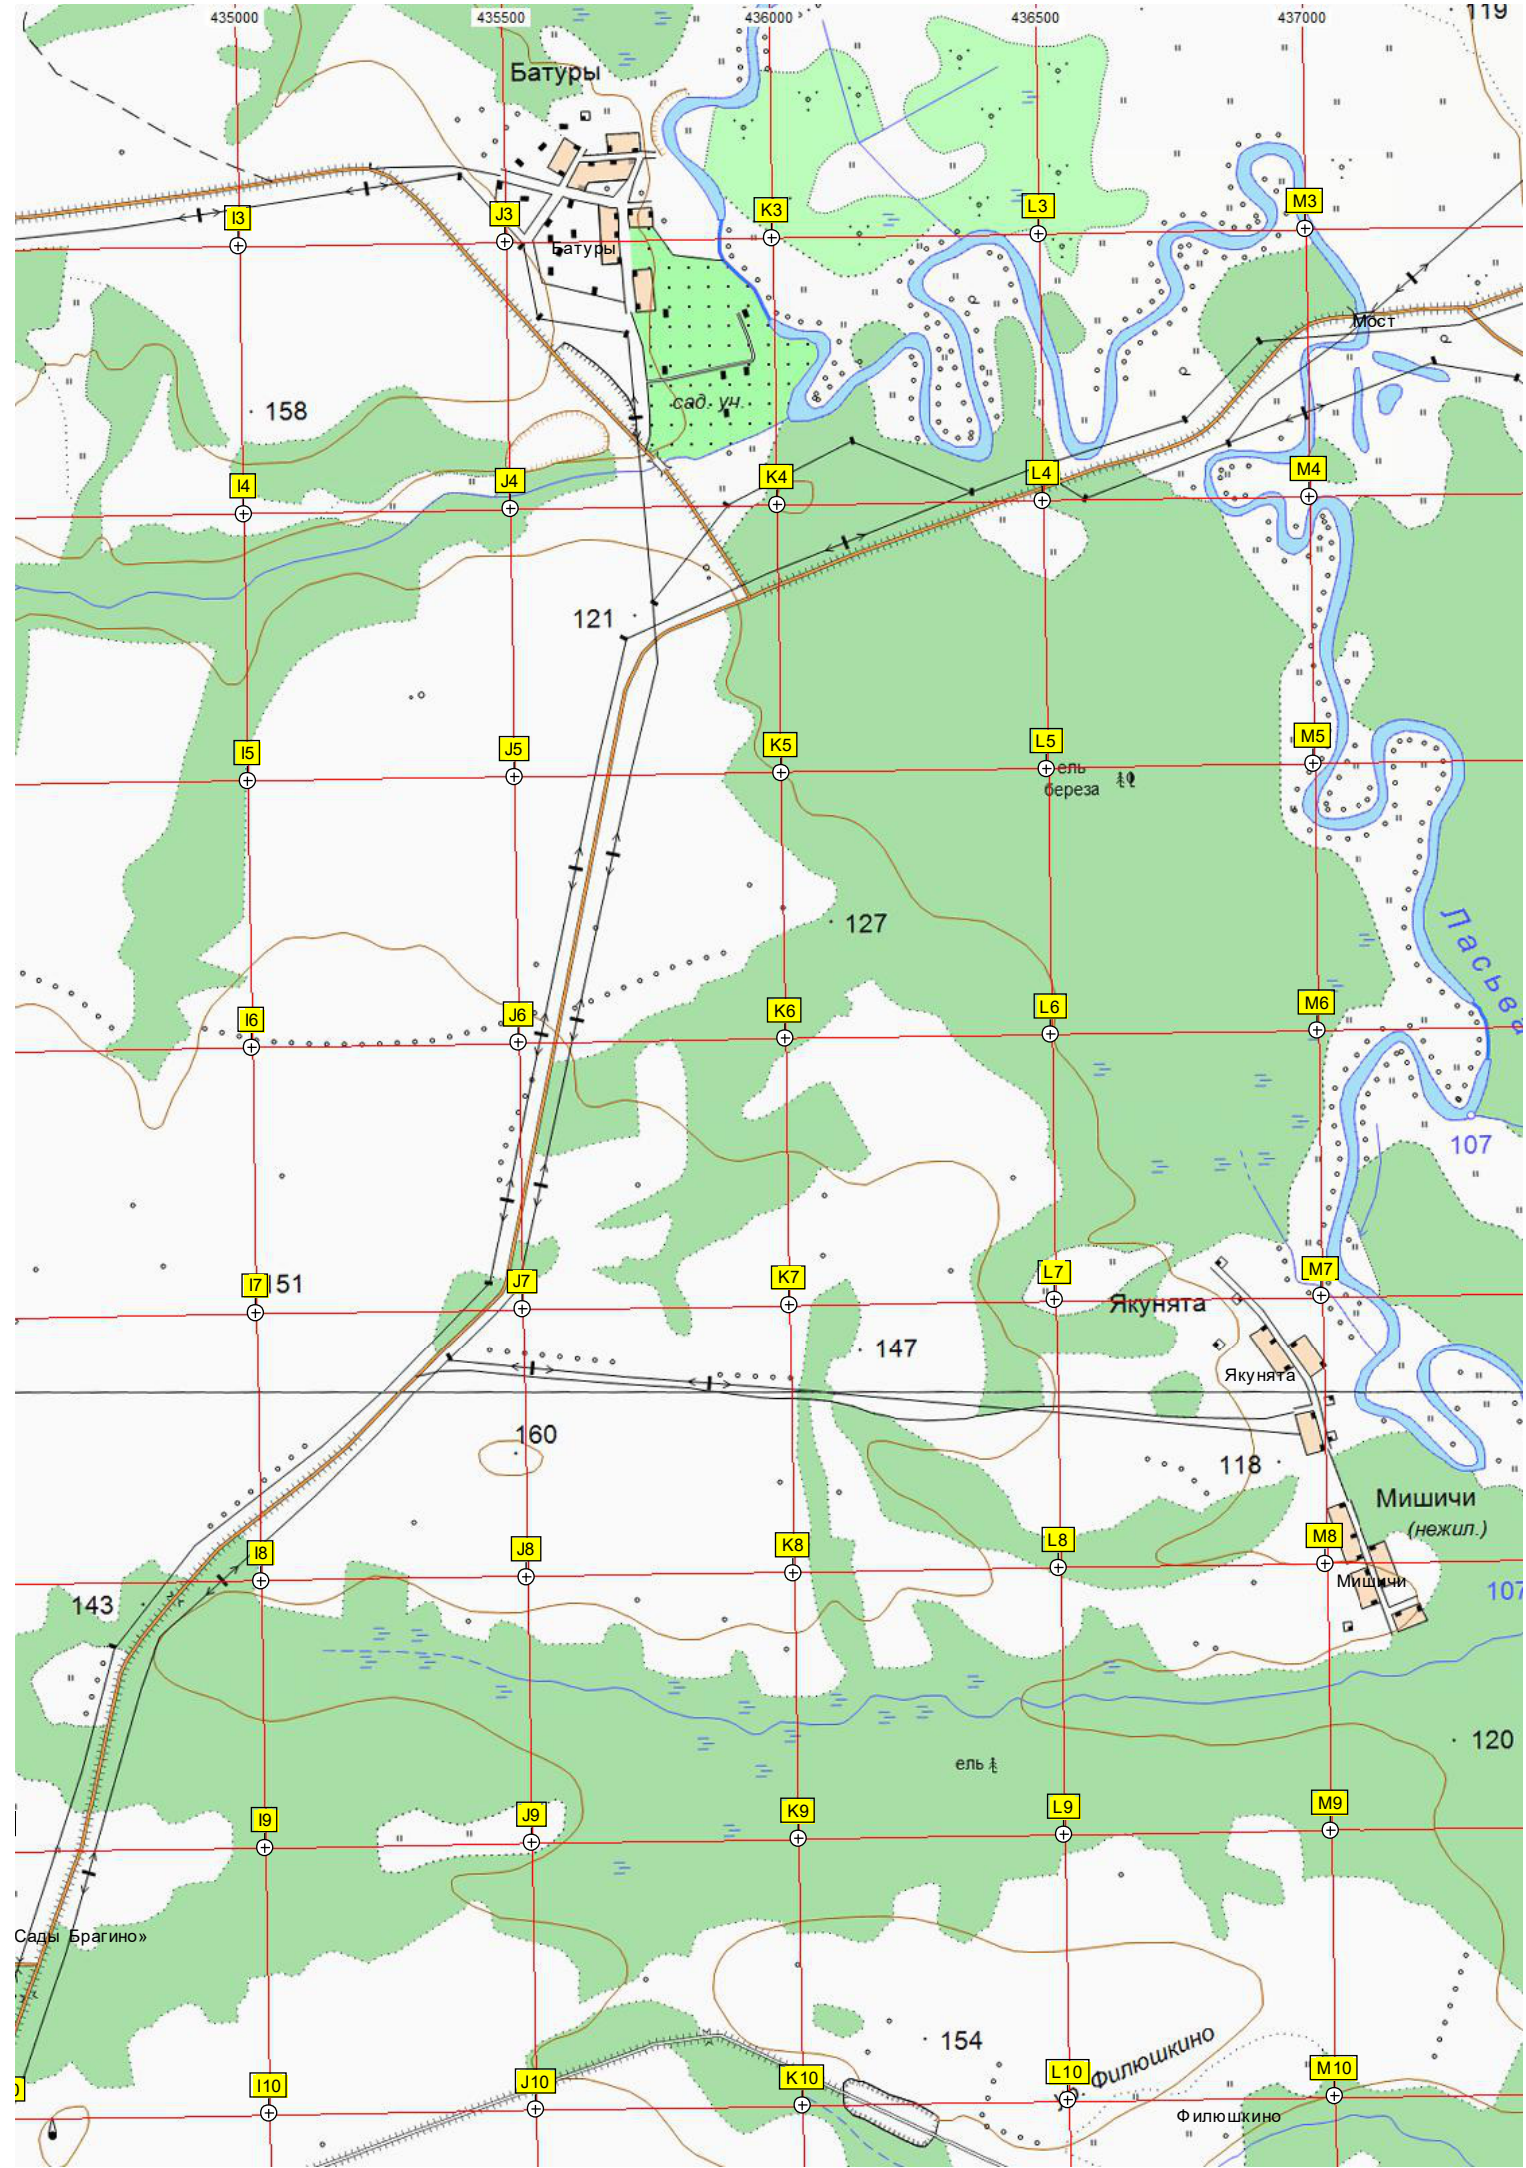 435000 435500 436000 436500 437000 119
Батуры
I3 J3 K3 L3 M3
Батуры
Мост
158
сад. уч.
I4 J4 K4 L4 M4
121
I5 J5 K5 L5 M5
ель
береза
127
Ласьва
I6 J6 K6 L6 M6
107
I7 151 J7 K7 L7 M7
Якунята
147
Якунята
160
118
Мишичи
(нежил.)
I8 J8 K8 L8 M8
Мишичи
143
107
120
ель
I9 J9 K9 L9 M9
Сады Брагино»
154
I10 J10 K10 L10 M10
Филюшкино
Филюшкино